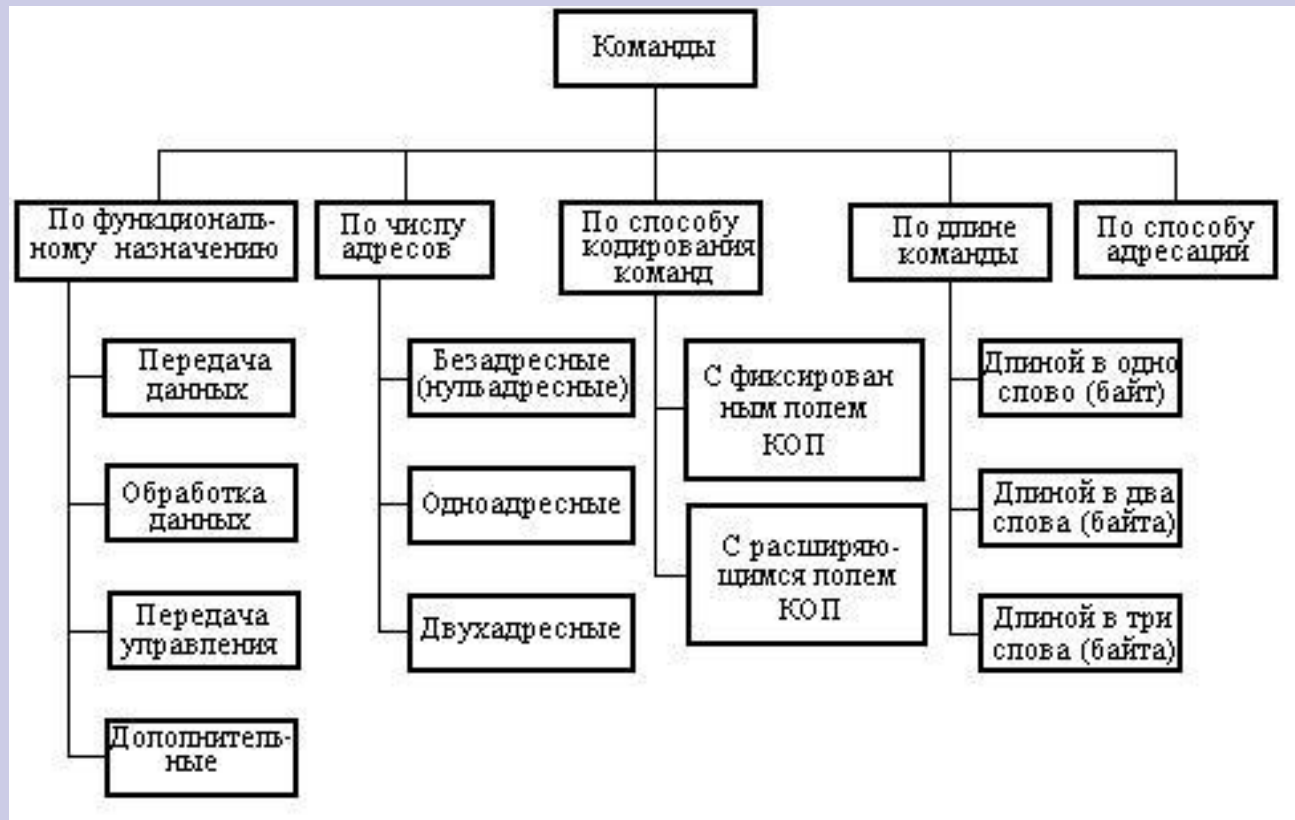 Команды
По функциональ-
ному назначению
По числу
адресов
По способу
кодирования
команд
По длине
команды
По способу
адресации
Передача
данных
Обработка
данных
Передача
управления
Дополнитель-
ные
Безадресные
(нульадресные)
Одноадресные
Двухадресные
С фиксирован
ным полем
КОП
С расширяю-
щимся полем
КОП
Длиной в одно
слово (байт)
Длиной в два
слова (байта)
Длиной в три
слова (байта)